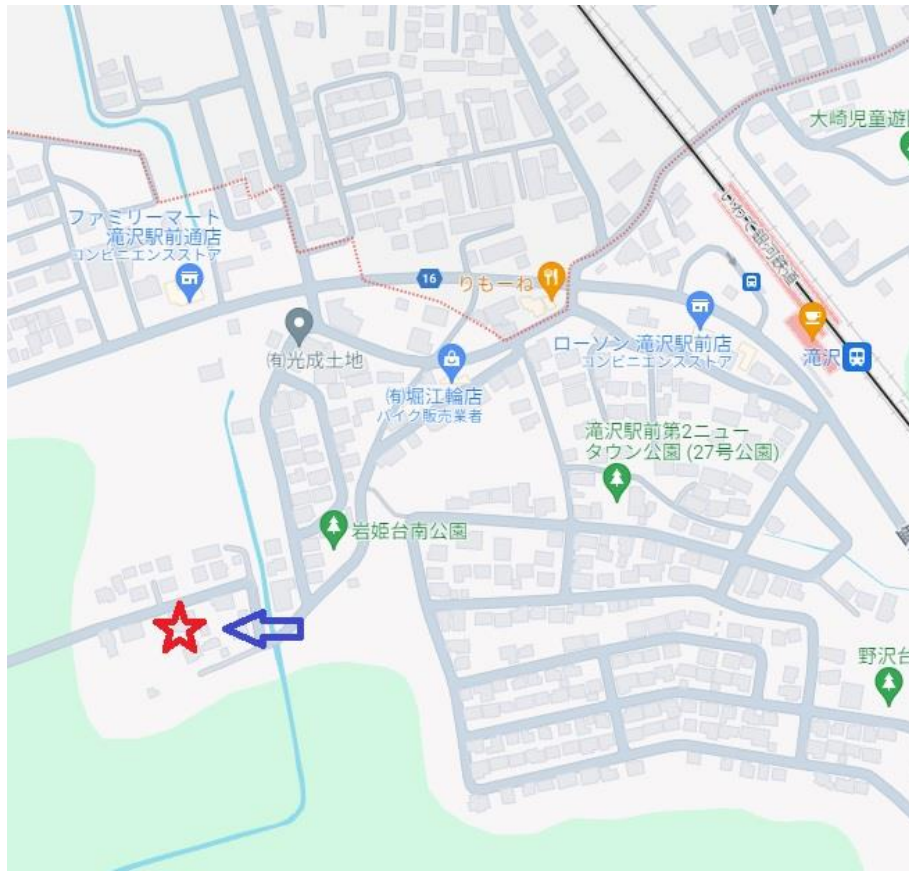 大崎児童遊
いわて銀河鉄道
ファミリーマート
滝沢駅前通店
コンビニエンスストア
16
りもーね
ローソン 滝沢駅前店
コンビニエンスストア
滝沢
㈲光成土地
㈲堀江輪店
バイク販売業者
滝沢駅前第2ニュー
タウン公園 (27号公園)
岩姫台南公園
野沢台